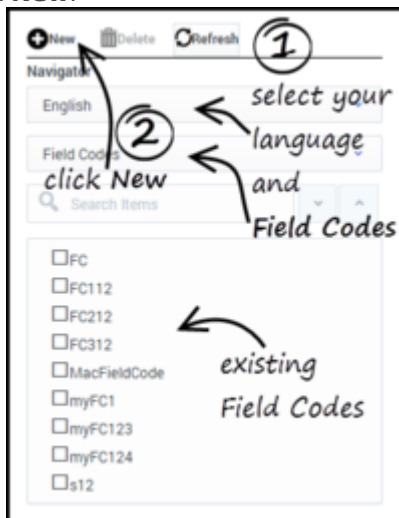 New Delete Refresh
1
Navigator
English
select your
language
2
Field Codes
click New
and
Search Items
Field Codes
FC
FC112
FC212
FC312
MacFieldCode
existing
myFC1
Field Codes
myFC123
myFC124
s12